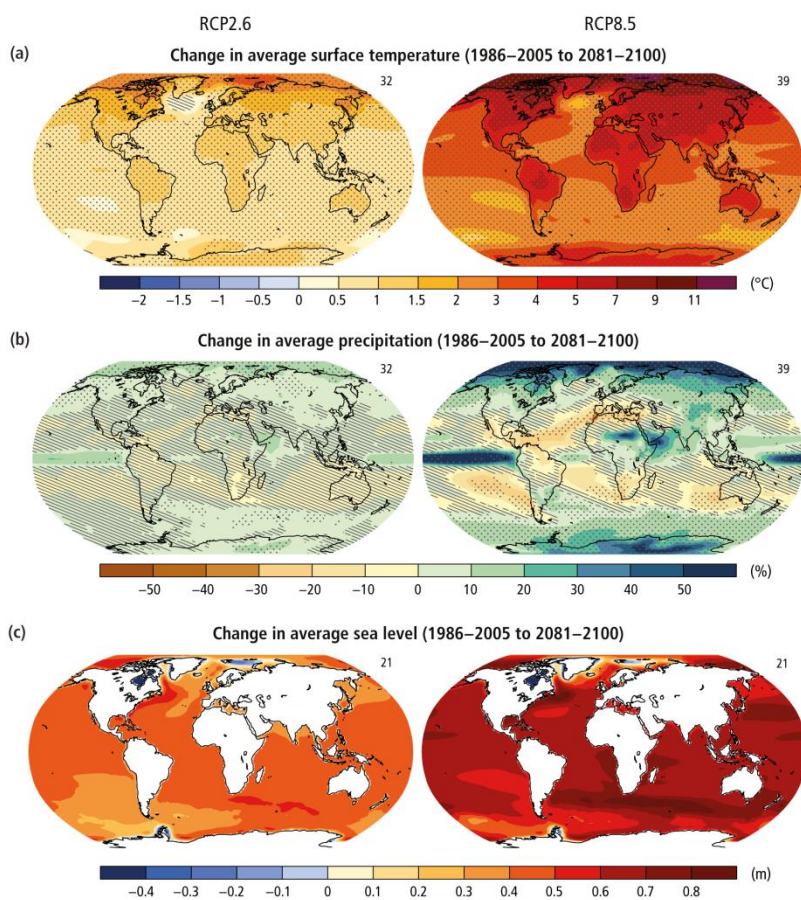 RCP2.6 RCP8.5
(a) Change in average surface temperature (1986–2005 to 2081–2100)
32 39
−2 −1.5 −1 −0.5 0 0.5 1 1.5 2 3 4 5 7 9 11 (°C)
(b) Change in average precipitation (1986–2005 to 2081–2100)
32 39
−50 −40 −30 −20 −10 0 10 20 30 40 50 (%)
(c) Change in average sea level (1986–2005 to 2081–2100)
21 21
−0.4 −0.3 −0.2 −0.1 0 0.1 0.2 0.3 0.4 0.5 0.6 0.7 0.8 (m)